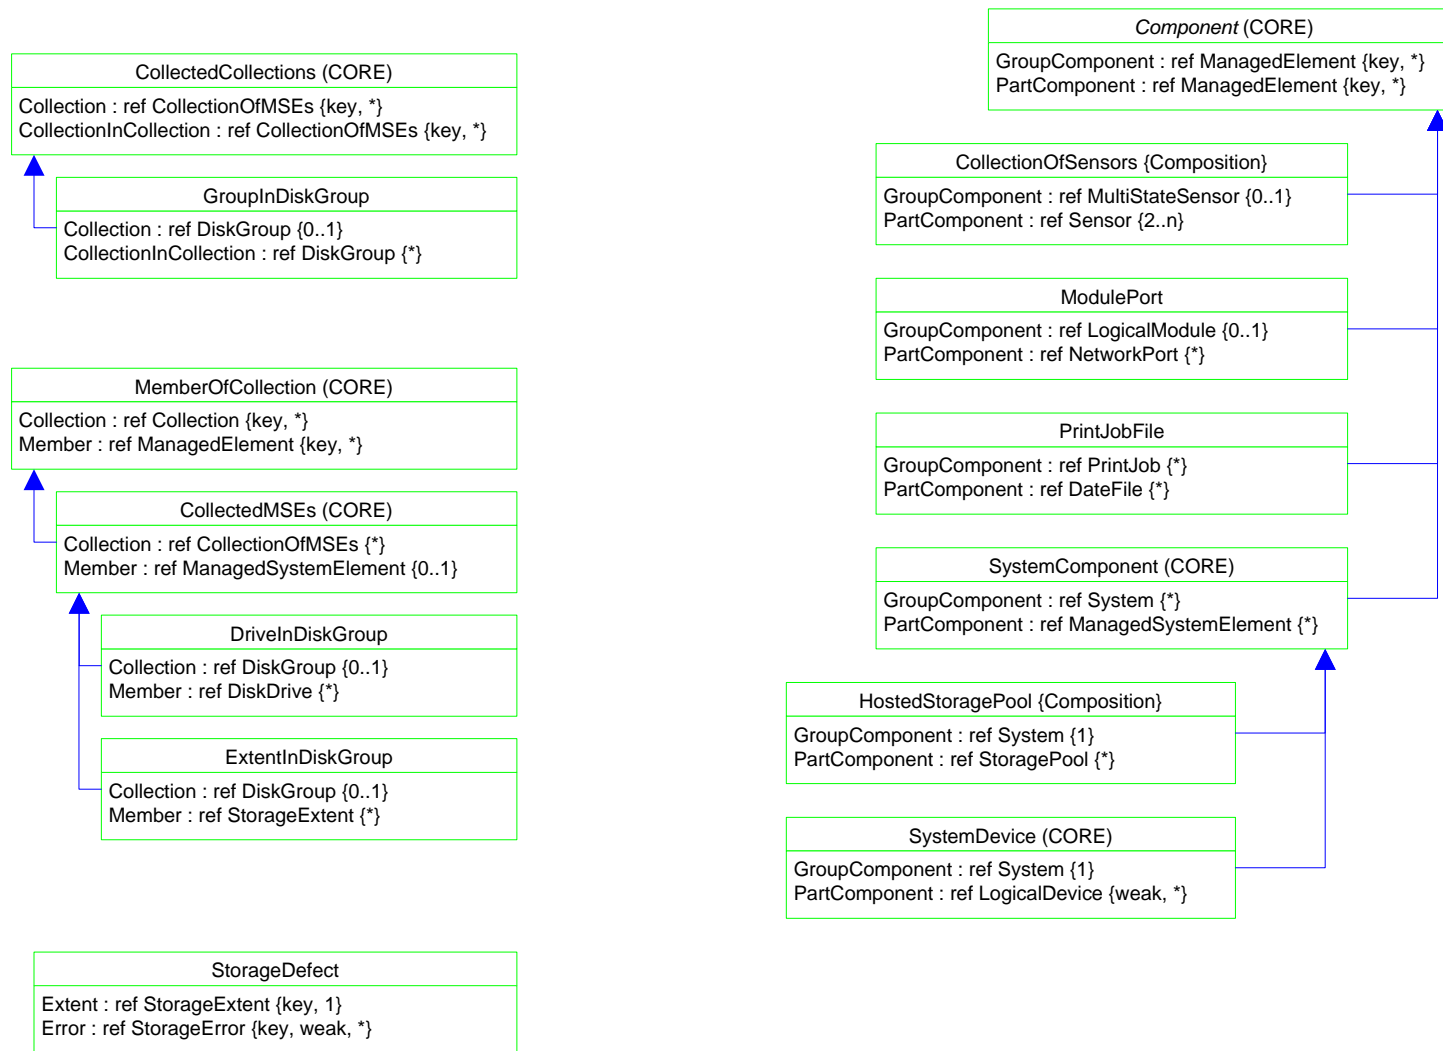 CollectedCollections (CORE)
Collection : ref CollectionOfMSEs {key, *}
CollectionInCollection : ref CollectionOfMSEs {key, *}
GroupInDiskGroup
Collection : ref DiskGroup {0..1}
CollectionInCollection : ref DiskGroup {*}
MemberOfCollection (CORE)
Collection : ref Collection {key, *}
Member : ref ManagedElement {key, *}
CollectedMSEs (CORE)
Collection : ref CollectionOfMSEs {*}
Member : ref ManagedSystemElement {0..1}
DriveInDiskGroup
Collection : ref DiskGroup {0..1}
Member : ref DiskDrive {*}
ExtentInDiskGroup
Collection : ref DiskGroup {0..1}
Member : ref StorageExtent {*}
StorageDefect
Extent : ref StorageExtent {key, 1}
Error : ref StorageError {key, weak, *}
Component (CORE)
GroupComponent : ref ManagedElement {key, *}
PartComponent : ref ManagedElement {key, *}
CollectionOfSensors {Composition}
GroupComponent : ref MultiStateSensor {0..1}
PartComponent : ref Sensor {2..n}
ModulePort
GroupComponent : ref LogicalModule {0..1}
PartComponent : ref NetworkPort {*}
PrintJobFile
GroupComponent : ref PrintJob {*}
PartComponent : ref DateFile {*}
SystemComponent (CORE)
GroupComponent : ref System {*}
PartComponent : ref ManagedSystemElement {*}
HostedStoragePool {Composition}
GroupComponent : ref System {1}
PartComponent : ref StoragePool {*}
SystemDevice (CORE)
GroupComponent : ref System {1}
PartComponent : ref LogicalDevice {weak, *}